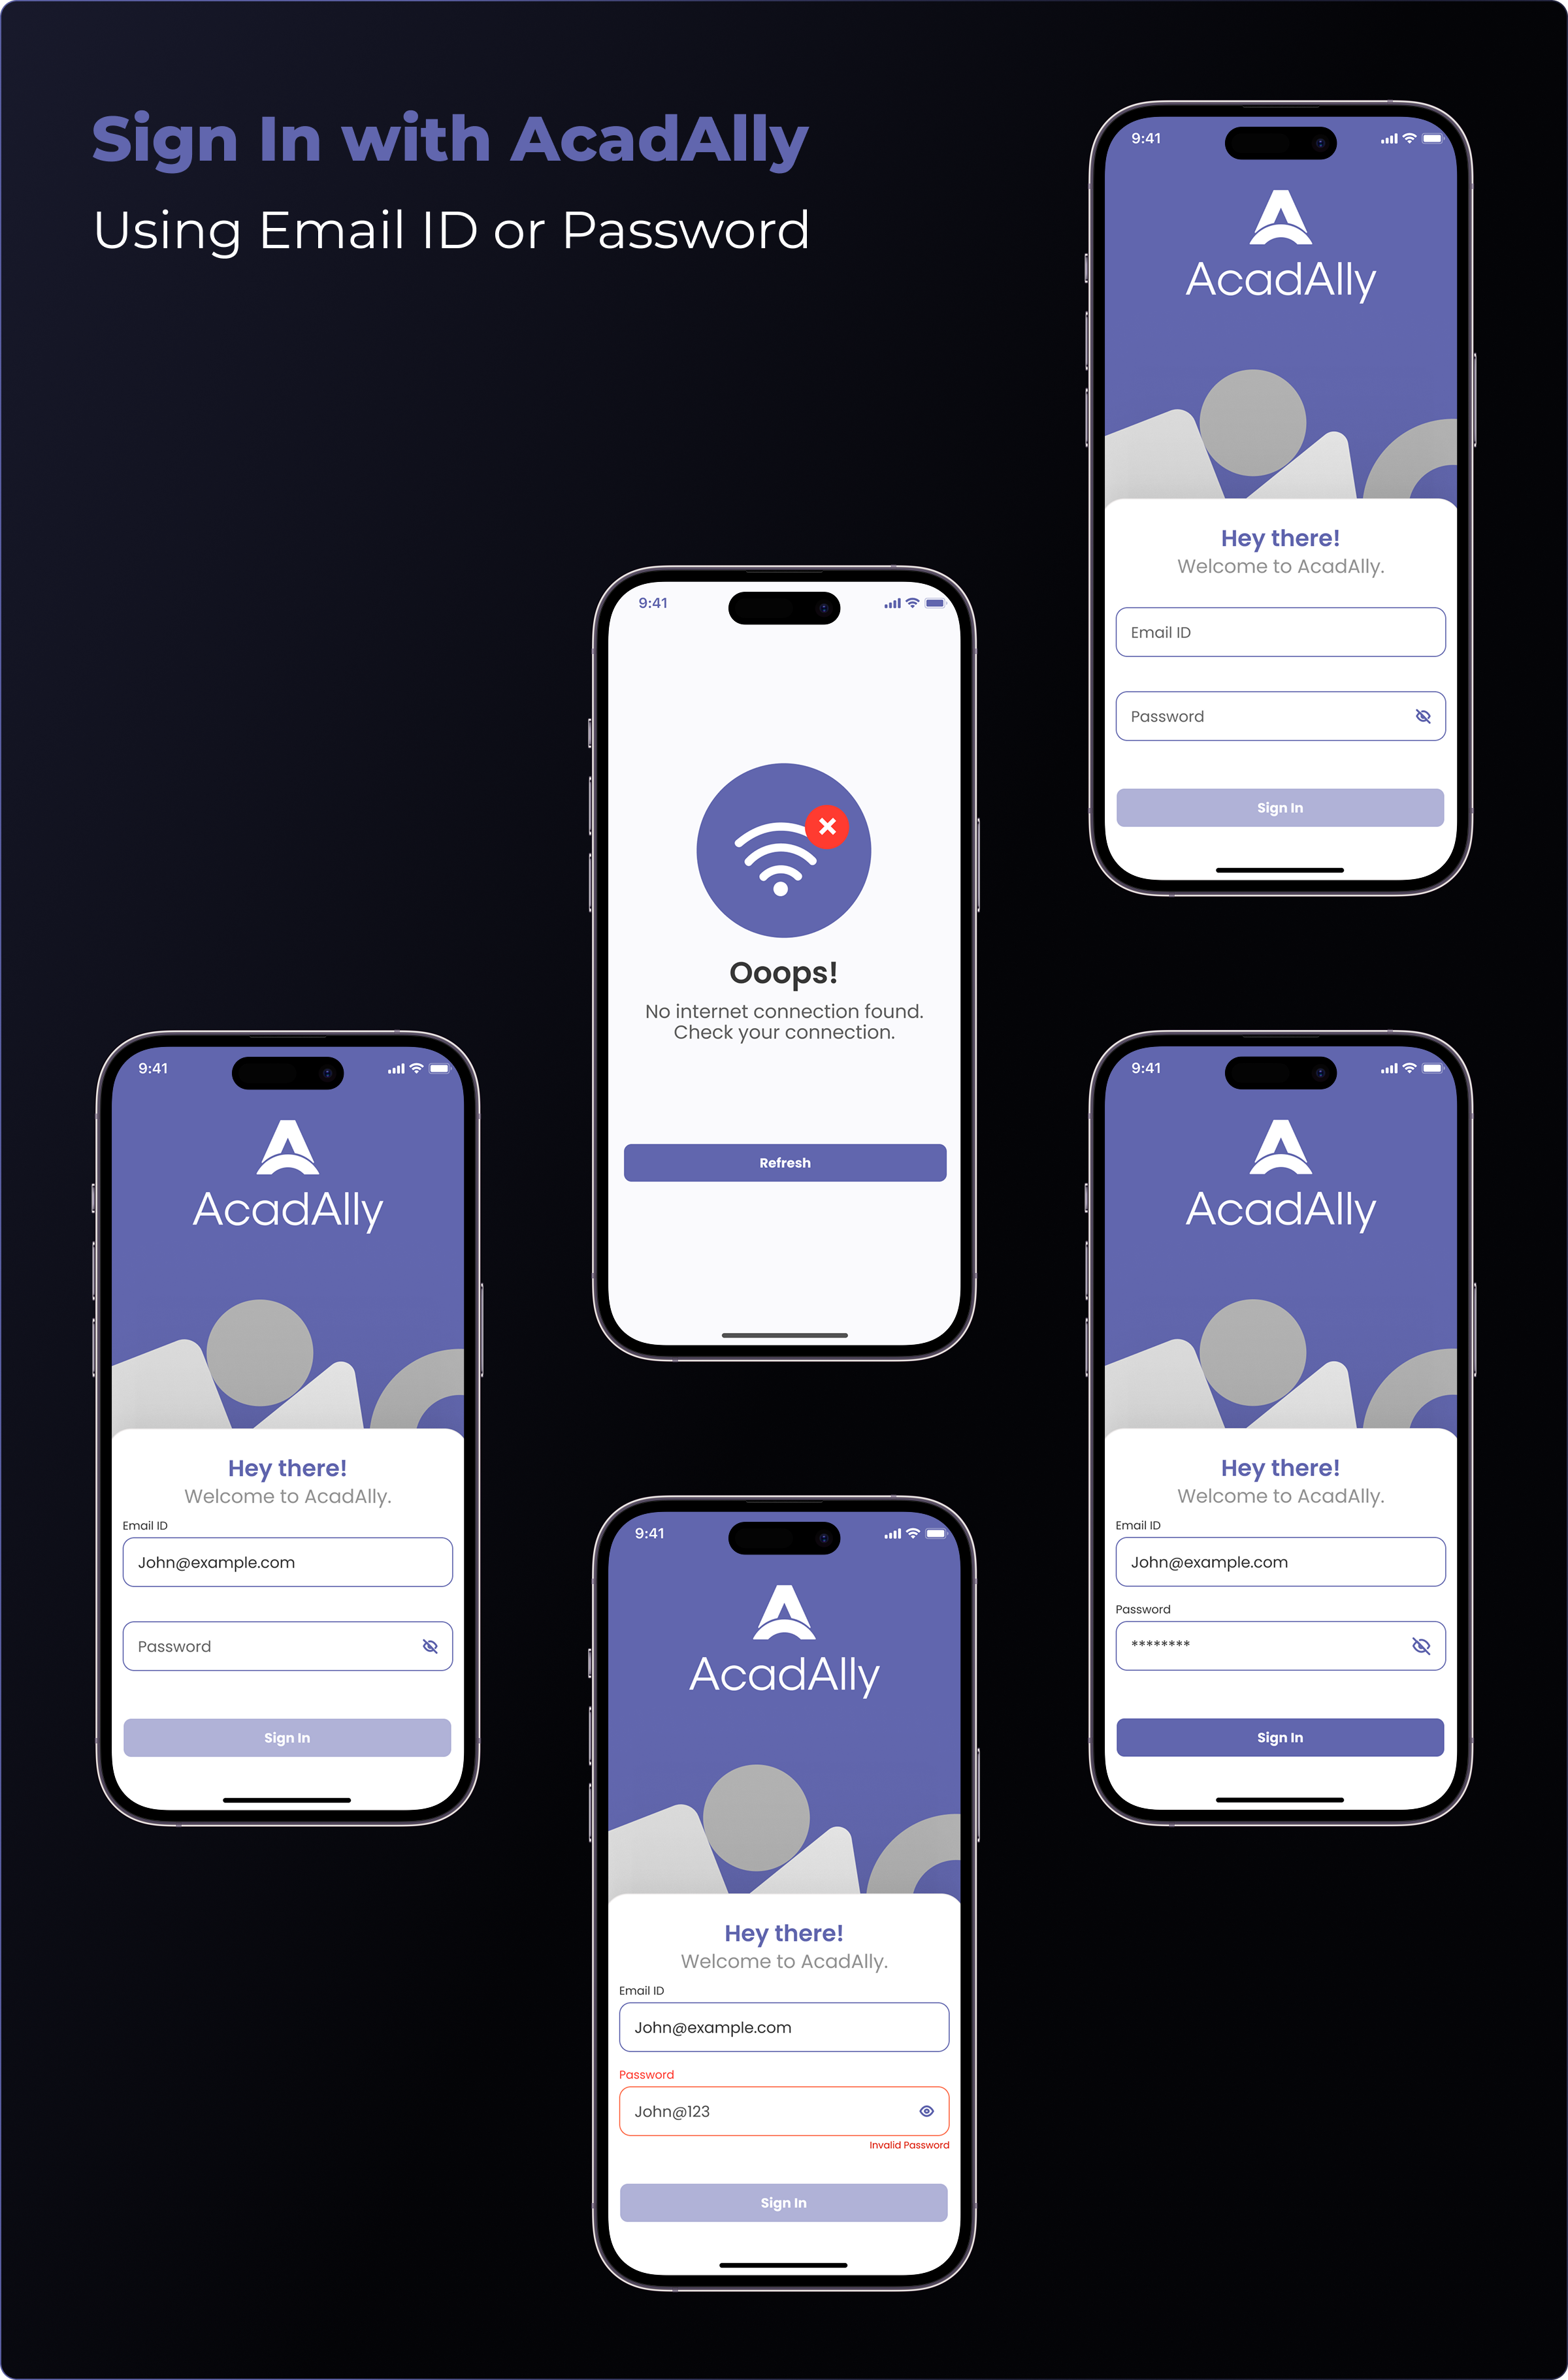 Sign In with AcadAlly
Using Email ID or Password
9:41
AcadAlly
Hey there!
Welcome to AcadAlly.
Email ID
Password
Sign In
9:41
Ooops!
No internet connection found.
Check your connection.
Refresh
9:41
AcadAlly
Hey there!
Welcome to AcadAlly.
Email ID
John@example.com
Password
Sign In
9:41
AcadAlly
Hey there!
Welcome to AcadAlly.
Email ID
John@example.com
Password
********
Sign In
9:41
AcadAlly
Hey there!
Welcome to AcadAlly.
Email ID
John@example.com
Password
John@123
Invalid Password
Sign In